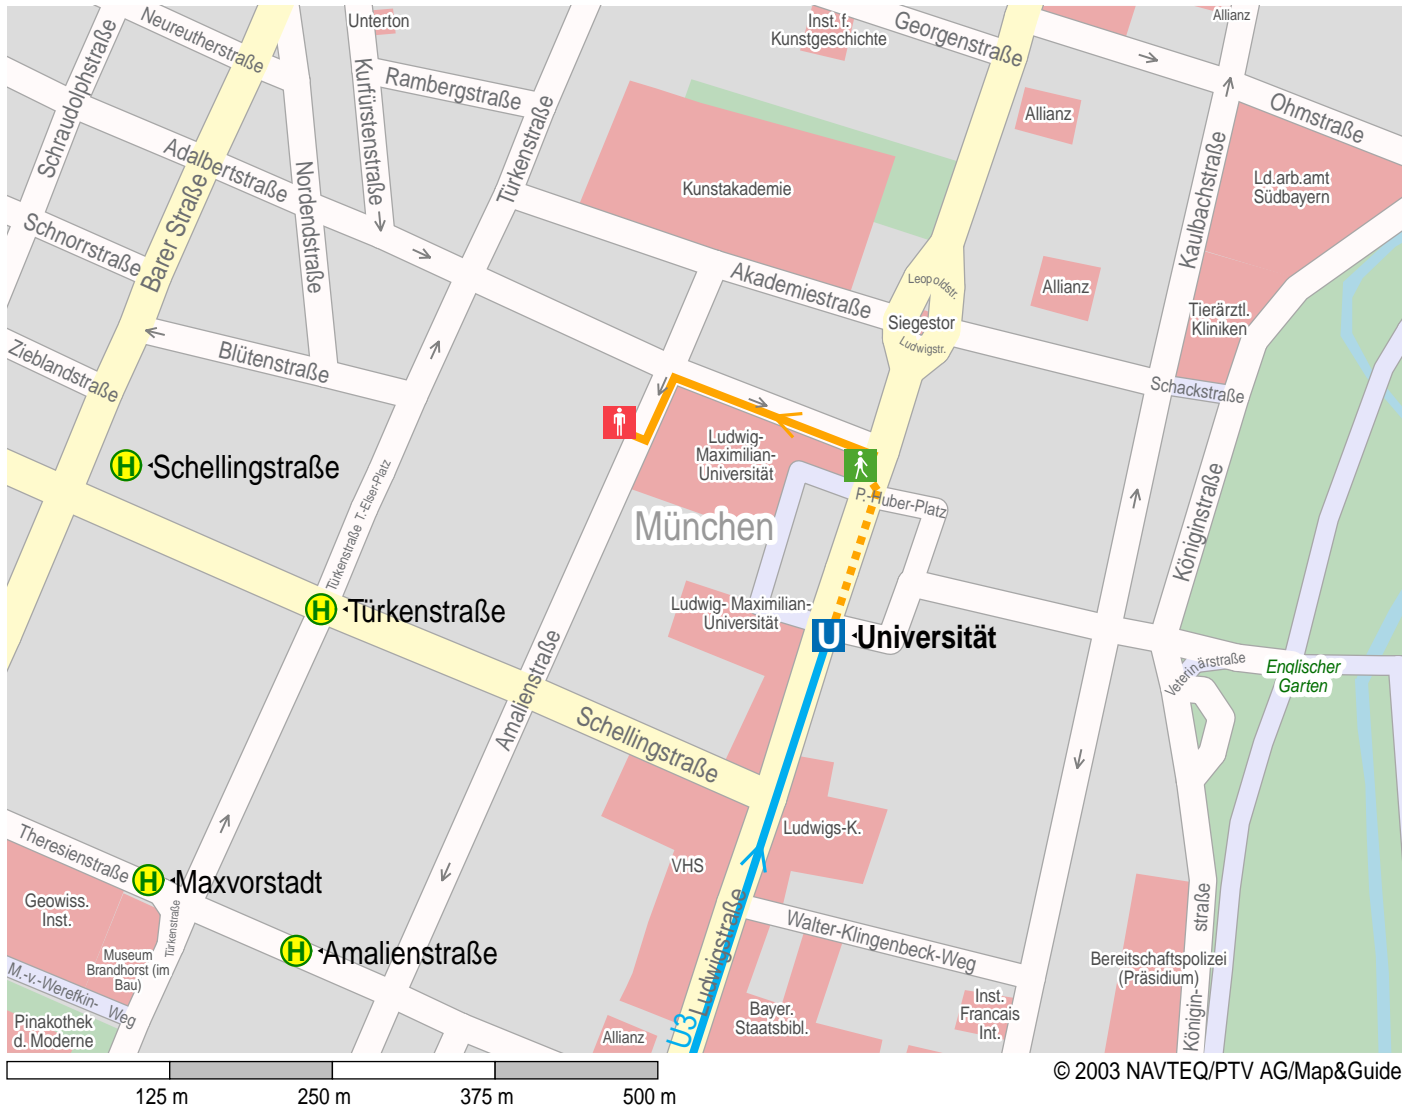 Neureutherstraße
Unterton
Inst. f.
Kunstgeschichte
Georgenstraße
Allianz
Schraudolphstraße
Kurfürstenstraße
Rambergstraße
Türkenstraße
Allianz
Ohmstraße
Adalbertstraße
Nordendstraße
Kunstakademie
Kaulbachstraße
Ld.arb.amt
Südbayern
Schnorrstraße
Barer Straße
Akademiestraße
Leopoldstr.
Allianz
Siegestor
Ludwigstr.
Tierärztl.
Kliniken
Zieblandstraße
Blütenstraße
Schackstraße
Ludwig-
Maximilian-
Universität
H
Schellingstraße
Türkenstraße T.-Elser-Platz
P.-Huber-Platz
München
Königinstraße
H
Türkenstraße
Ludwig- Maximilian-
Universität
U
Universität
Veterinärstraße
Englischer
Garten
Amalienstraße
Schellingstraße
Theresienstraße
H
Maxvorstadt
VHS
Ludwigs-K.
Geowiss.
Inst.
Türkenstraße
Ludwigstraße
Walter-Klingenbeck-Weg
straße
H
Amalienstraße
Museum
Brandhorst (im
Bau)
Bereitschaftspolizei
(Präsidium)
M.-v.-Werefkin- Weg
Pinakothek
d. Moderne
Allianz
U3
Bayer.
Staatsbibl.
Inst.
Francais
Int.
Königin-
© 2003 NAVTEQ/PTV AG/Map&Guide
125 m
250 m
375 m
500 m